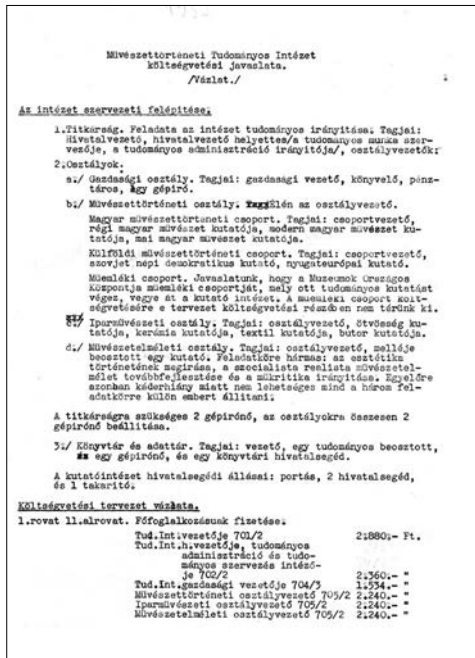 Művészettörténeti Tudományos Intézet
költségvetési javaslata.
/Vázlat./
Az intézet szervezeti felépitése:
1.Titkárság. Feladata az intézet tudományos irányitása. Tagjai:
Hivatalvezető, hivatalvezető helyettes/a tudományos munka szer-
vezője, a tudományos adminisztráció irányitója/, osztályvezetők.
2.Osztályok.
a./ Gazdasági osztály. Tagjai: gazdasági vezető, könyvelő, pénz-
táros, egy gépiró.
b./ Művészettörténeti osztály. Élén az osztályvezető.
Magyar művészettörténeti csoport. Tagjai: csoportvezető,
régi magyar művészet kutatója, modern magyar művészet ku-
tatója, mai magyar művészet kutatója.
Külföldi művészettörténeti csoport. Tagjai: csoportvezető,
szovjet népi demokratikus kutató, nyugateurópai kutató.
Műemléki csoport. Javaslatunk, hogy a Muzeumok Országos
Központja műemléki csoportját, mely ott tudományos kutatást
végez, vegye át a kutató intézet. A műemléki csoport költ-
ségvetésére e tervezet költségvetési részében nem térünk ki.
c./ Iparművészeti osztály. Tagjai: osztályvezető, ötvösség ku-
tatója, kerámia kutatója, textil kutatója, butor kutatója.
d./ Művészetelméleti osztály. Tagjai: osztályvezető, melléje
beosztott egy kutató. Feladatköre hármas: az esztétika
történetének megirása, a szocialista realista művészetel-
mélet továbbfejlesztése és a műkritika irányitása. Egyelőre
azonban káderhiány miatt nem lehetséges mind a három fel-
adatkörre külön embert állitani.
A titkárságra szükséges 2 gépirónő, az osztályokra összesen 2
gépirónő beállitása.
3./ Könyvtár és adattár. Tagjai: vezető, egy tudományos beosztott,
egy gépirónő, és egy könyvtári hivatalsegéd.
A kutatóintézet hivatalsegédi állásai: portás, 2 hivatalsegéd,
és 1 takaritó.
Költségvetési tervezet vázlata.
1.rovat 11.alrovat. Főfoglalkozásuak fizetése.
Tud.Int.vezetője 701/2 2.880.- Ft.
Tud.Int.h.vezetője, tudományos
adminisztráció és tudo-
mányos szervezés intéző-
je 702/2 2.360.- "
Tud.Int.gazdasági vezetője 704/3 1.534.- "
Művészettörténeti osztályvezető 705/2 2.240.- "
Iparművészeti osztályvezető 705/2 2.240.- "
Művészetelméleti osztályvezető 705/2 2.240.- "